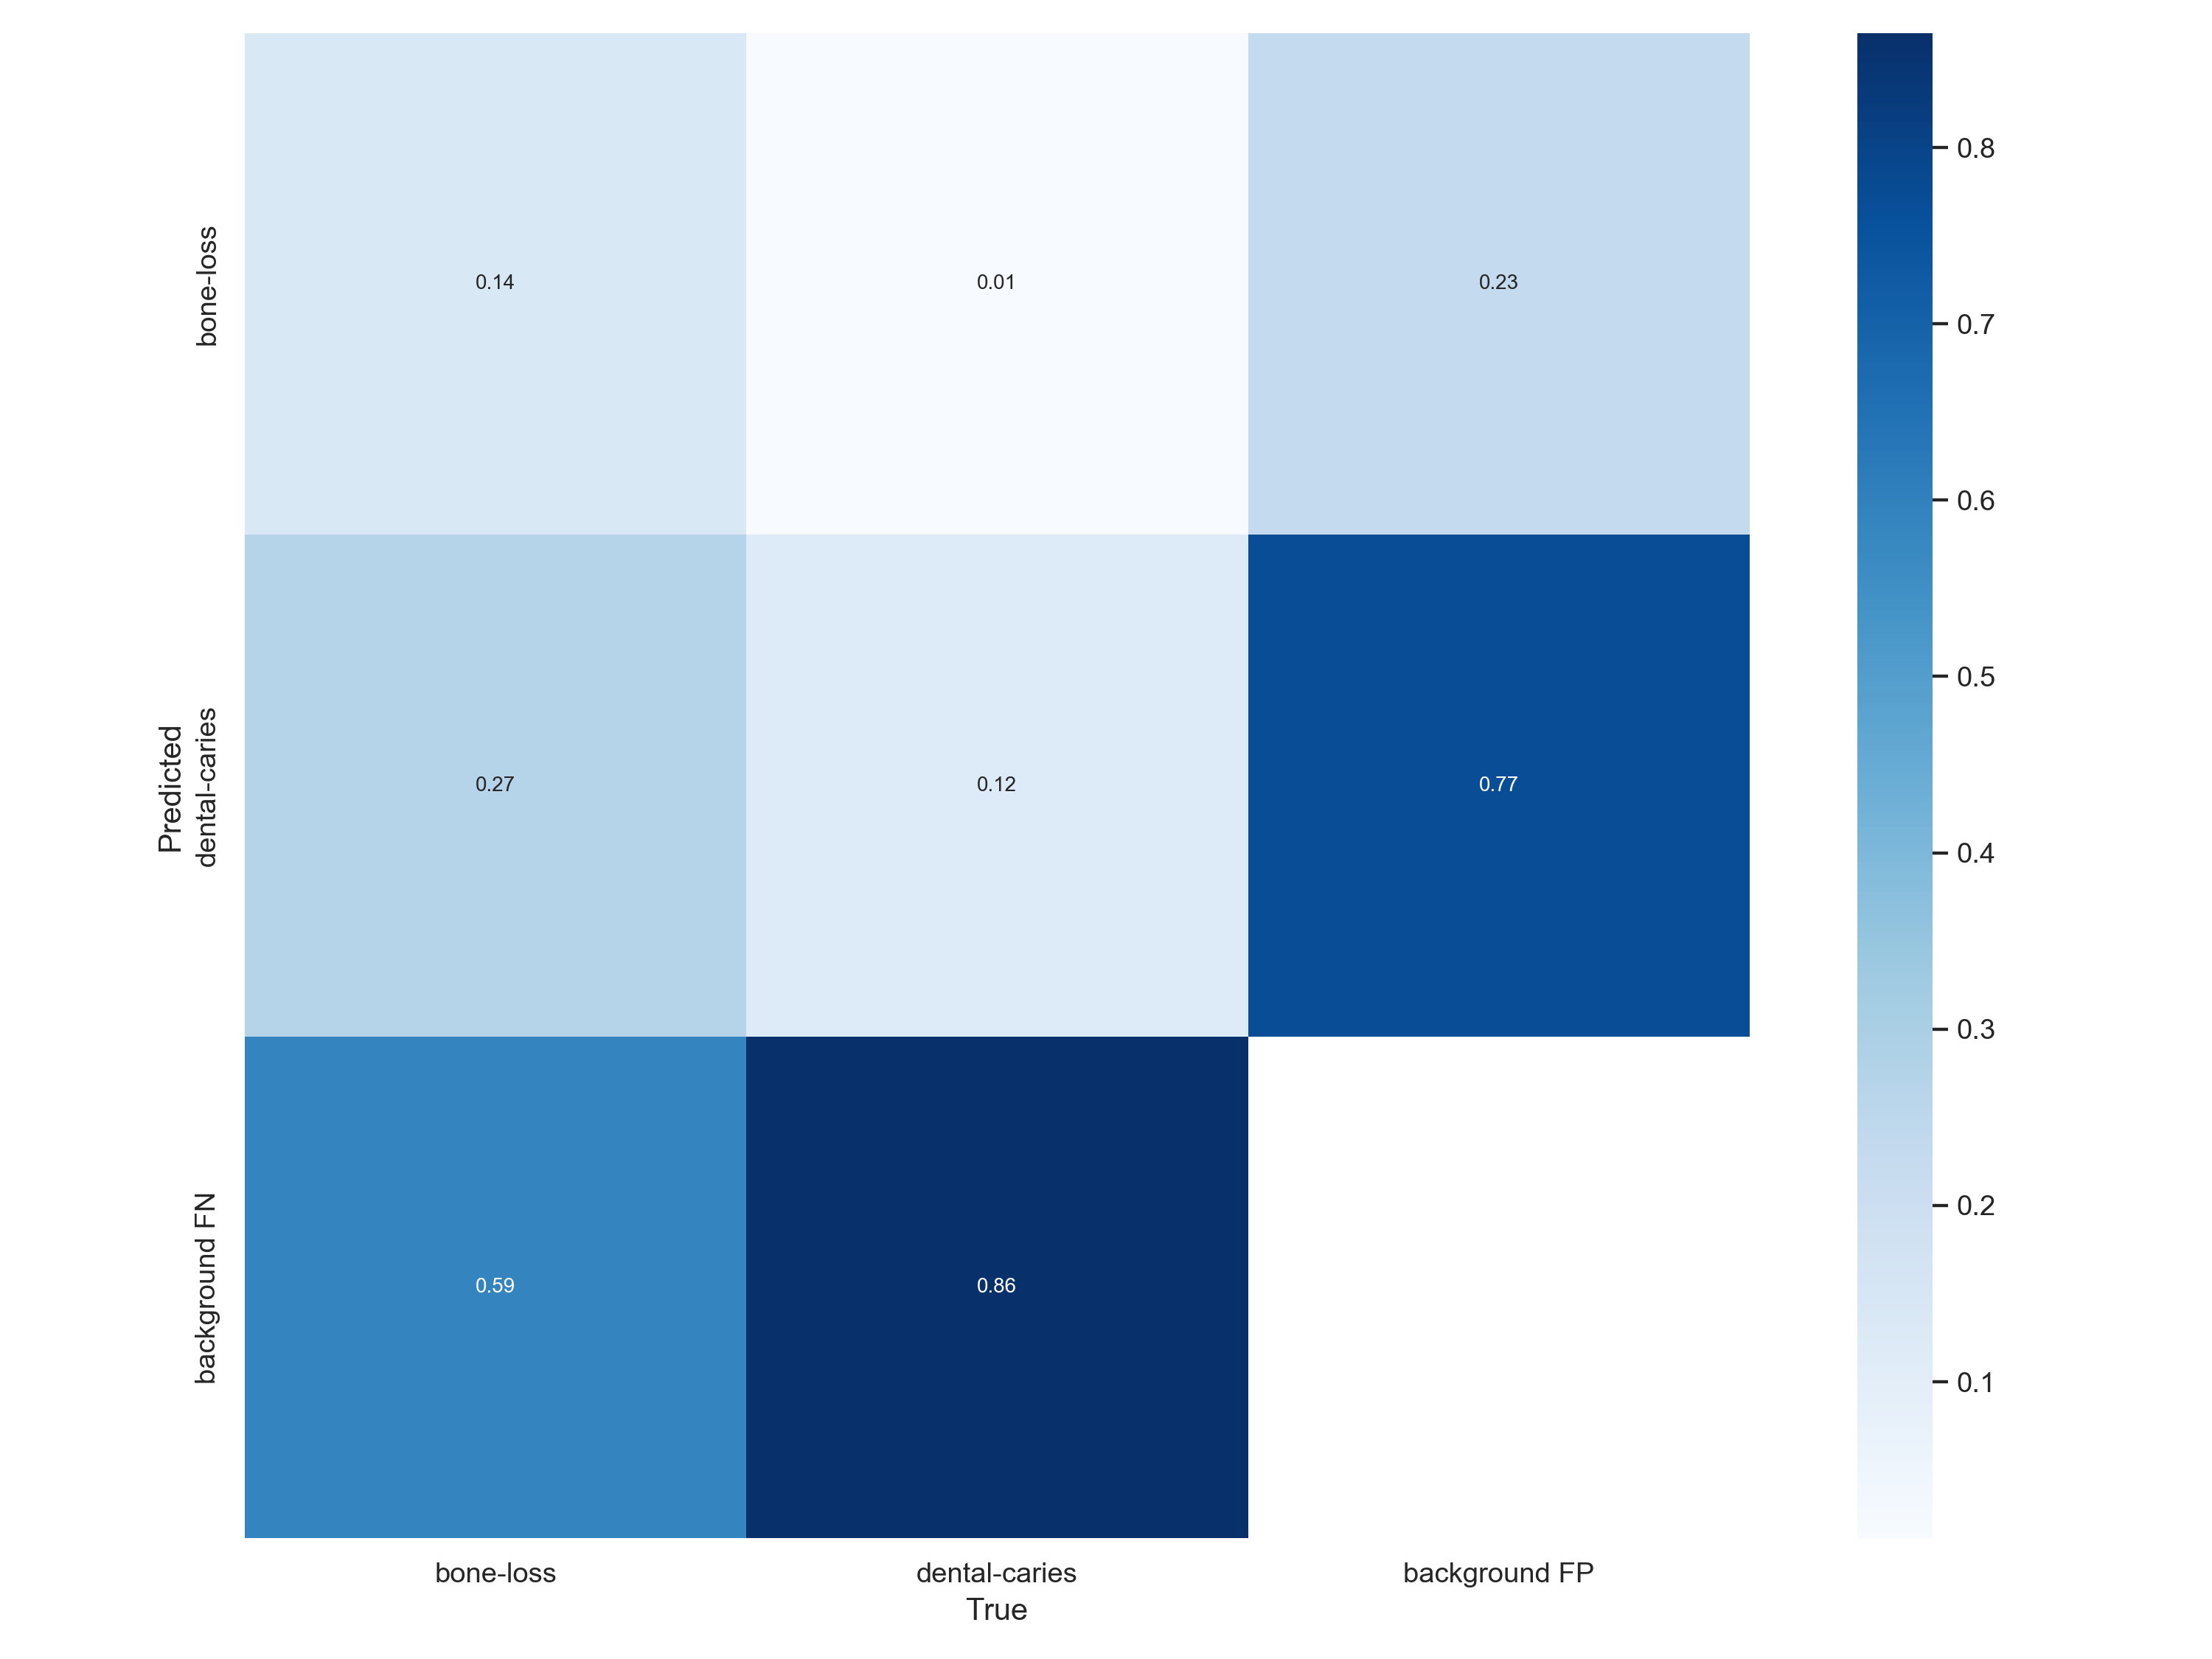 bone-loss
0.14 0.01 0.23
0.8
0.7
0.6
0.5
0.4
0.3
0.2
0.1
Predicted
dental-caries
0.27 0.12 0.77
background FN
0.59 0.86
bone-loss dental-caries background FP
True